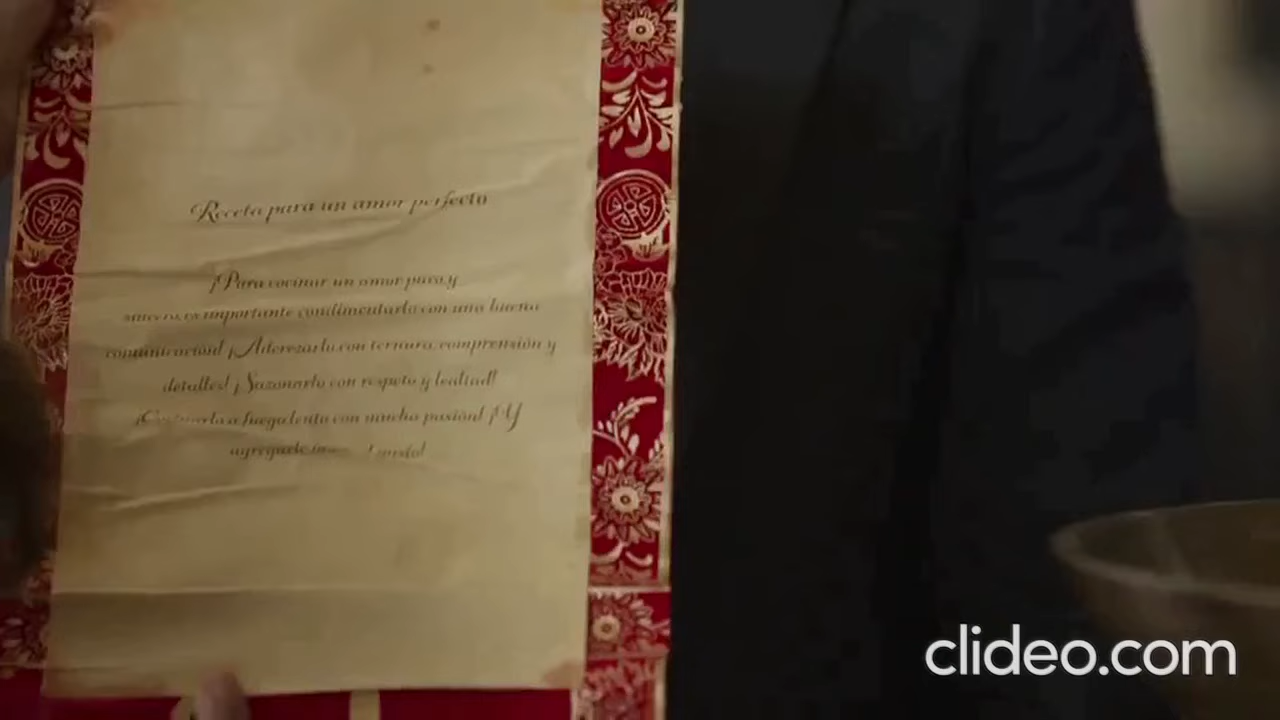 Receta para un amor perfecto
¡Para cocinar un amor puro y
sincero, es importante condimentarlo con una buena
comunicación! ¡Aderezarlo con ternura, comprensión y
detalles! ¡Sazonarlo con respeto y lealtad!
a fuego lento con mucha pasión! ¡Y
agregarle
clideo.com